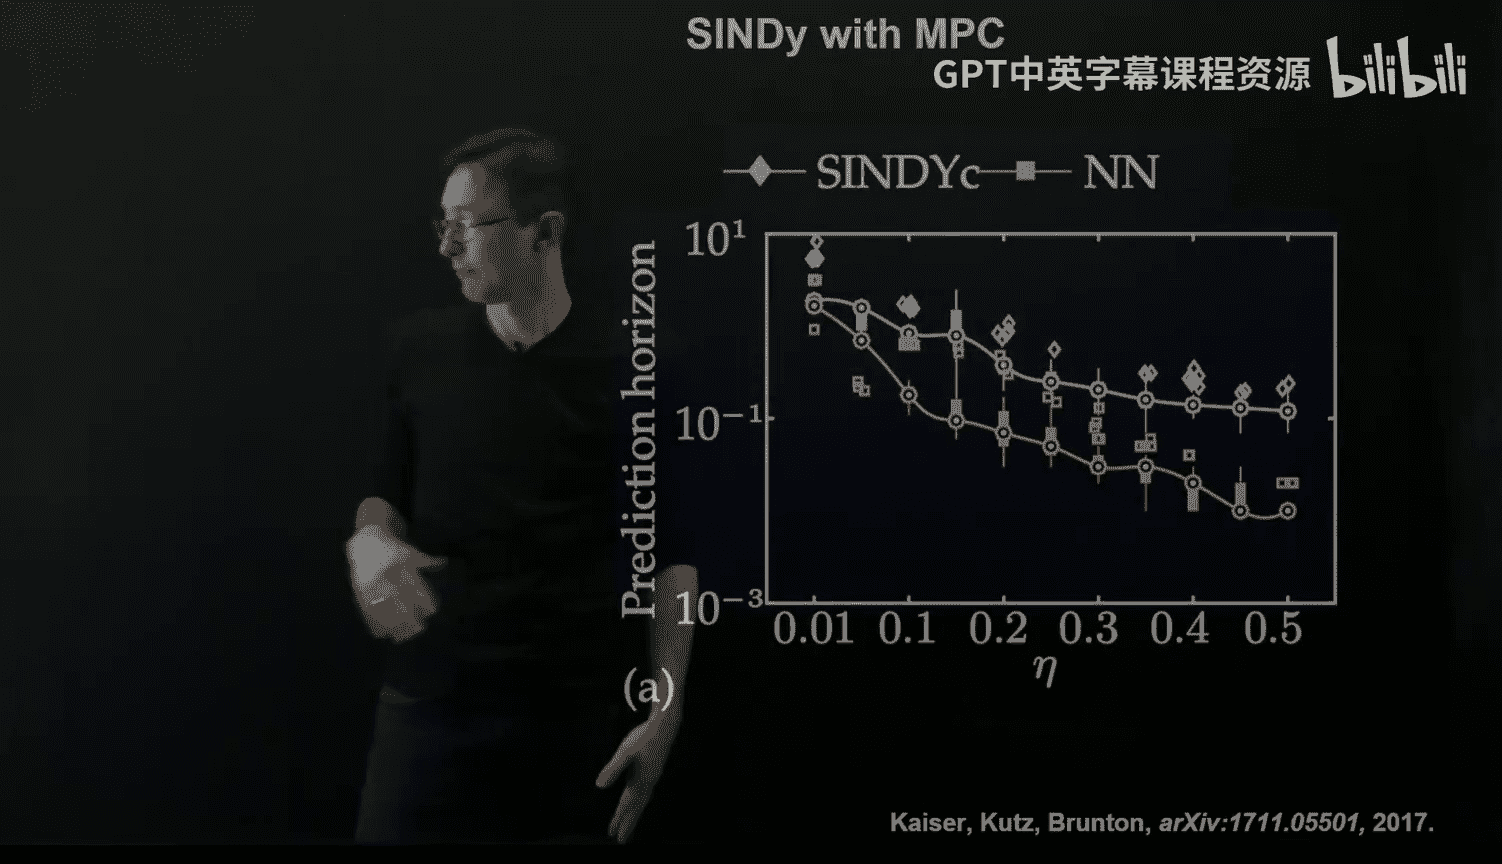 SINDy with MPC
GPT中英字幕课程资源 bilibili
SINDYc NN
Prediction horizon
10¹
10⁻¹
10⁻³
0.01 0.1 0.2 0.3 0.4 0.5
η
(a)
Kaiser, Kutz, Brunton, arXiv:1711.05501, 2017.